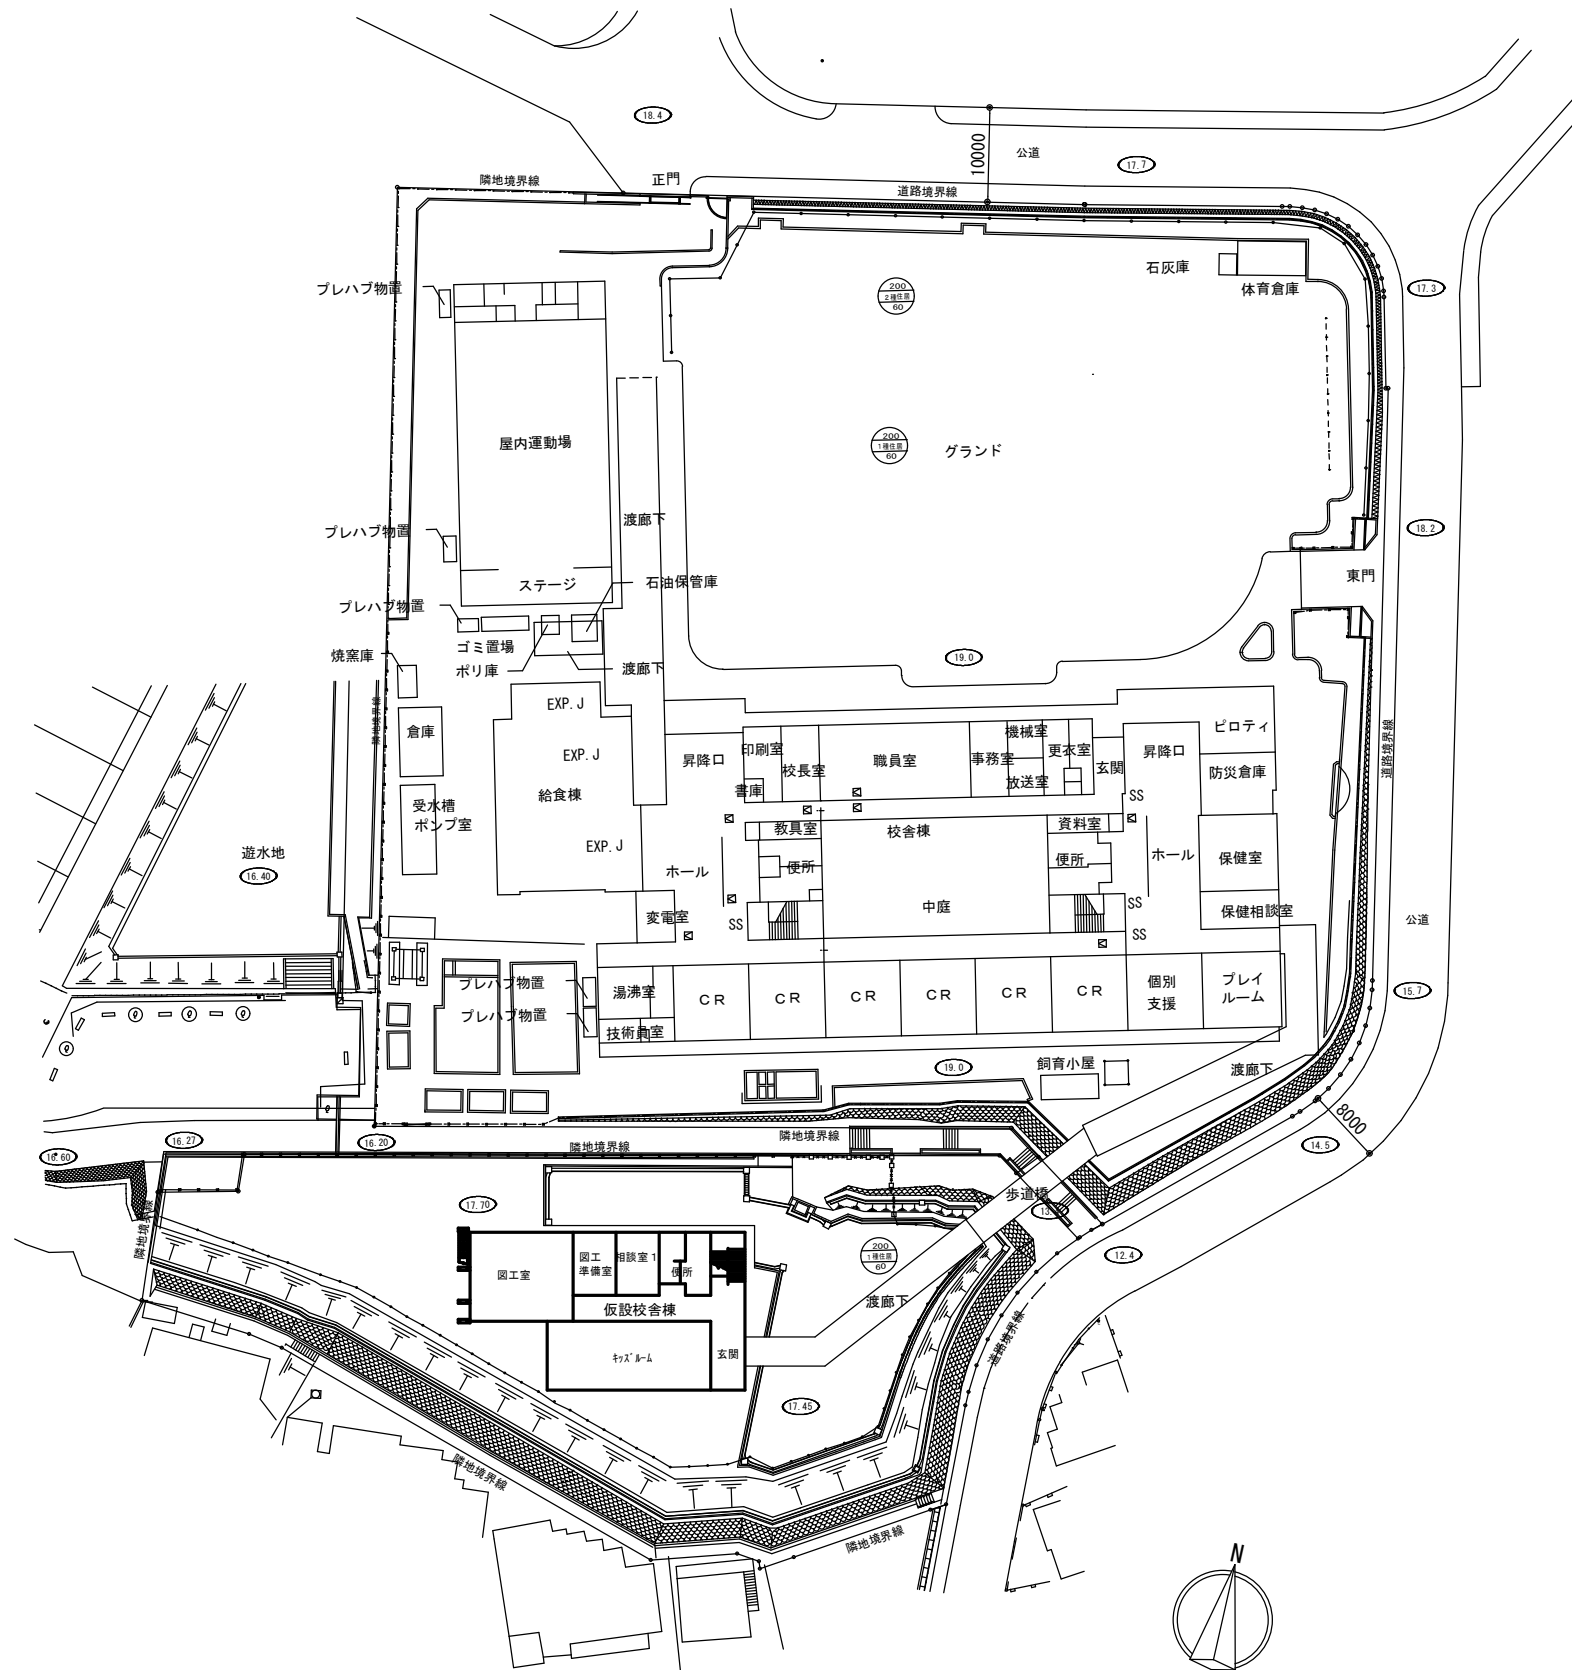 18.4
10000
公道
17.7
隣地境界線
正門
道路境界線
石灰庫
体育倉庫
17.3
プレハブ物置
200
2種住居
60
屋内運動場
200
1種住居
60
グランド
プレハブ物置
渡廊下
18.2
ステージ
石油保管庫
東門
プレハブ物置
ゴミ置場
焼窯庫
ポリ庫
渡廊下
19.0
隣地境界線
EXP.J
倉庫
EXP.J
昇降口
印刷室
校長室
書庫
職員室
事務室
機械室
放送室
更衣室
玄関
昇降口
ピロティ
防災倉庫
道路境界線
給食棟
受水槽
ポンプ室
SS
教具室
校舎棟
資料室
EXP.J
遊水地
16.40
ホール
便所
便所
ホール
保健室
変電室
SS
中庭
SS
SS
保健相談室
公道
プレハブ物置
湯沸室
CR
CR
CR
CR
CR
CR
個別
支援
プレイ
ルーム
15.7
プレハブ物置
技術員室
19.0
飼育小屋
渡廊下
8000
16.60
16.27
16.20
隣地境界線
隣地境界線
14.5
隣地境界線
17.70
歩道橋
12.4
図工室
図工
準備室
相談室1
便所
200
1種住居
60
仮設校舎棟
渡廊下
ｷｯｽﾞﾙｰﾑ
玄関
道路境界線
17.45
隣地境界線
隣地境界線
N